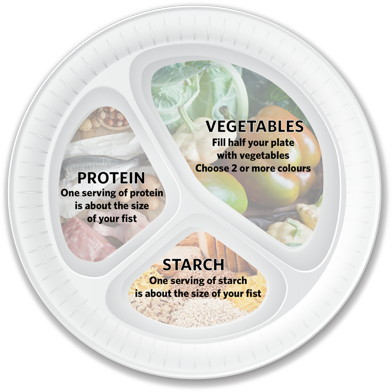 VEGETABLES
Fill half your plate
with vegetables
Choose 2 or more colours
PROTEIN
One serving of protein
is about the size
of your fist
STARCH
One serving of starch
is about the size of your fist